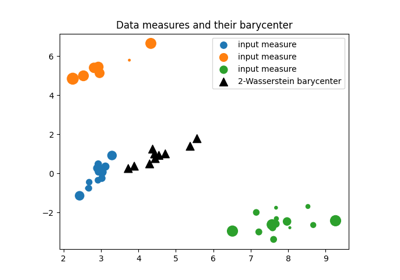 Data measures and their barycenter
input measure
input measure
input measure
2-Wasserstein barycenter
6
4
2
0
−2
2
3
4
5
6
7
8
9